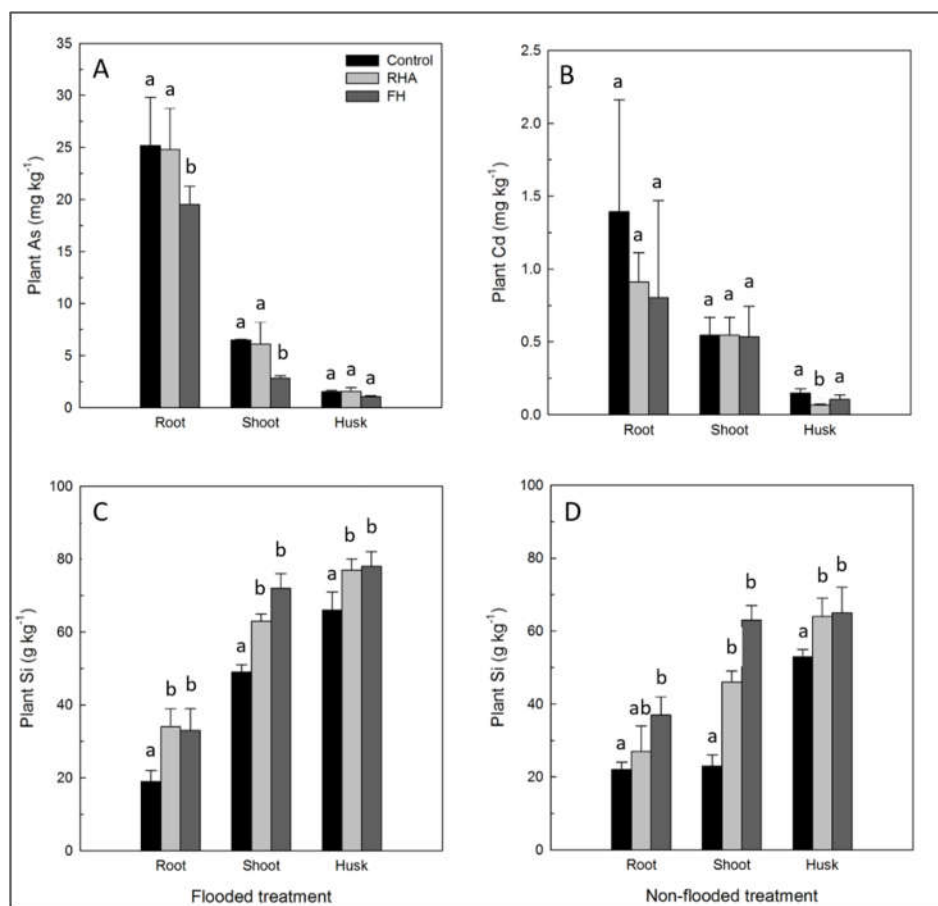 A
Control
RHA
FH
Plant As (mg kg-1)
35
30
25
20
15
10
5
0
a a b
a a b
a a a
Root Shoot Husk
B
Plant Cd (mg kg-1)
2.5
2.0
1.5
1.0
0.5
0.0
a a a
a a a
a b a
Root Shoot Husk
C
Plant Si (g kg-1)
100
80
60
40
20
0
a b b
a b b
a b b
Root Shoot Husk
Flooded treatment
D
Plant Si (g kg-1)
100
80
60
40
20
0
a ab b
a b b
a b b
Root Shoot Husk
Non-flooded treatment